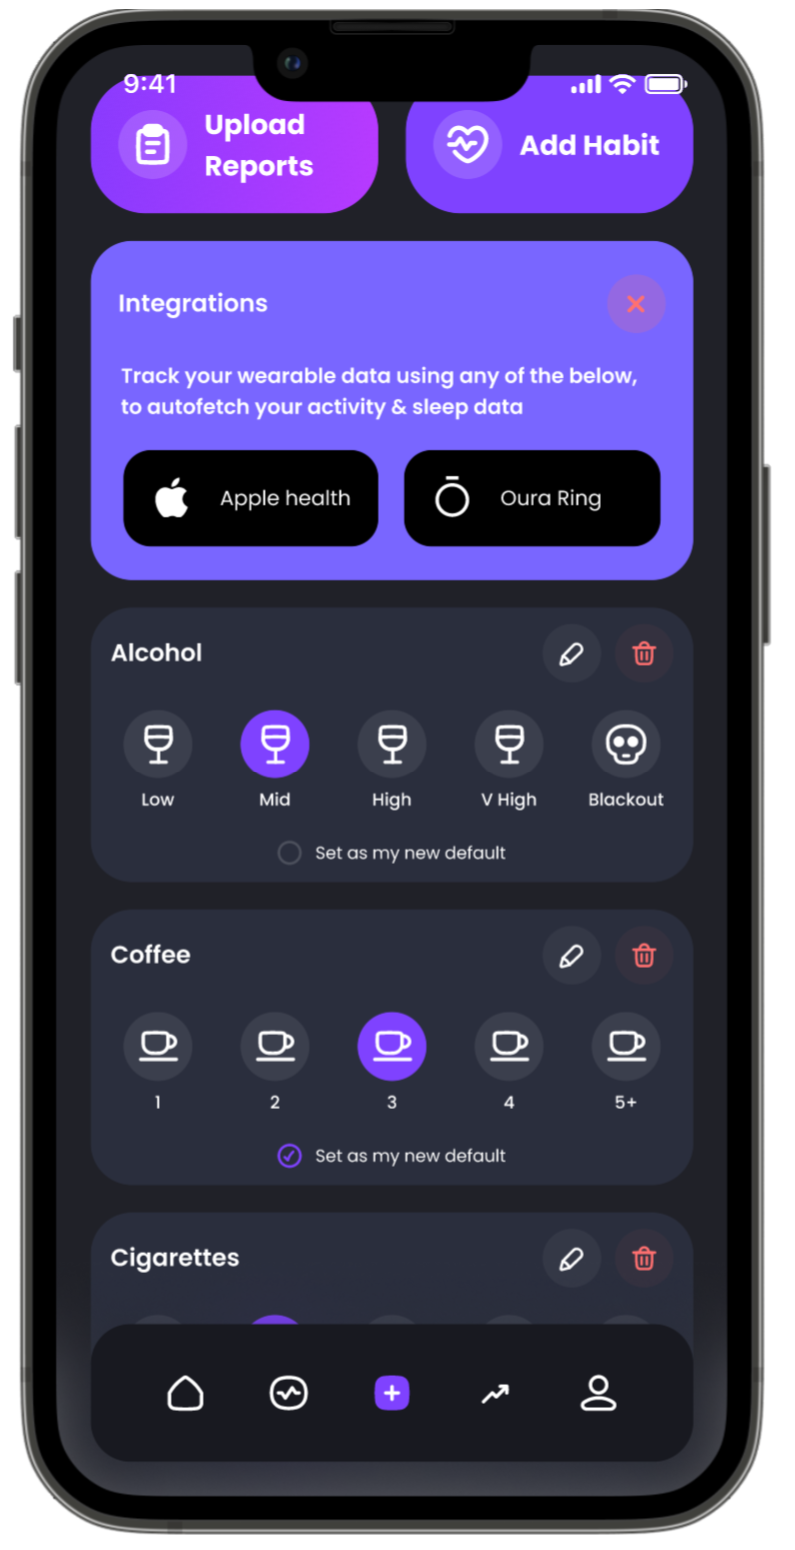 9:41
Upload
Reports
Add Habit
Integrations
Track your wearable data using any of the below,
to autofetch your activity & sleep data
Apple health
Oura Ring
Alcohol
Low
Mid
High
V High
Blackout
Set as my new default
Coffee
1
2
3
4
5+
Set as my new default
Cigarettes